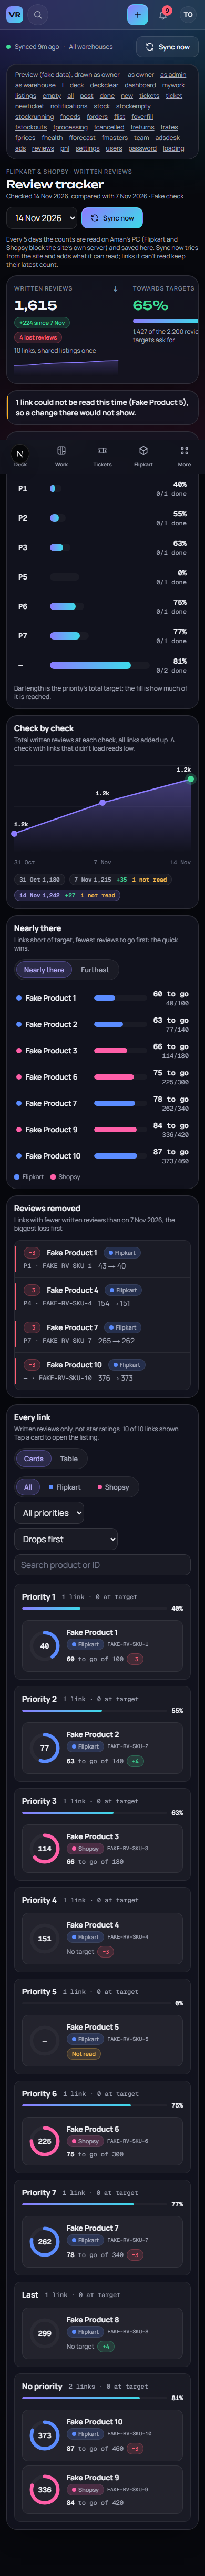 VR
+
9
TO
Synced 9m ago · All warehouses
Sync now
Preview (fake data), drawn as owner: as owner as admin
as warehouse | deck deckclear dashboard mywork
listings empty all post done new tickets ticket
newticket notifications stock stockempty
stockrunning fneeds forders flist foverfill
fstockouts fprocessing fcancelled freturns frates
fprices fhealth fforecast fmasters team adsdesk
ads reviews pnl settings users password loading
FLIPKART & SHOPSY · WRITTEN REVIEWS
Review tracker
Checked 14 Nov 2026, compared with 7 Nov 2026 · Fake check
14 Nov 2026
Sync now
Every 5 days the counts are read on Amaris PC (Flipkart and
Shopsy block the site's own server) and saved. Sync now tries
from the site and adds what it can read; links it can't read keep
their latest count.
WRITTEN REVIEWS
1,615
+224 since 7 Nov
4 lost reviews
10 links, shared listings once
TOWARDS TARGETS
65%
1,427 of the 2,200 revie
targets ask for
1 link could not be read this time (Fake Product 5),
so a change there would not show.
N
Deck
Work
Tickets
Flipkart
More
P1
40%
0/1 done
P2
55%
0/1 done
P3
63%
0/1 done
P5
0%
0/1 done
P6
75%
0/1 done
P7
77%
0/1 done
—
81%
0/2 done
Bar length is the priority's total target; the fill is how much of
it is reached.
Check by check
Total written reviews at each check, all links added up. A
check with links that didn't load reads low.
1.2k
1.2k
1.2k
31 Oct
7 Nov
14 Nov
31 Oct 1,180
7 Nov 1,215 +35 1 not read
14 Nov 1,242 +27 1 not read
Nearly there
Links short of target, fewest reviews to go first: the quick
wins.
Nearly there
Furthest
Fake Product 1
60 to go
40/100
Fake Product 2
63 to go
77/140
Fake Product 3
66 to go
114/180
Fake Product 6
75 to go
225/300
Fake Product 7
78 to go
262/340
Fake Product 9
84 to go
336/420
Fake Product 10
87 to go
373/460
Flipkart
Shopsy
Reviews removed
Links with fewer written reviews than on 7 Nov 2026, the
biggest loss first
−3 Fake Product 1 Flipkart
P1 · FAKE-RV-SKU-1 43 → 40
−3 Fake Product 4 Flipkart
P4 · FAKE-RV-SKU-4 154 → 151
−3 Fake Product 7 Flipkart
P7 · FAKE-RV-SKU-7 265 → 262
−3 Fake Product 10 Flipkart
— · FAKE-RV-SKU-10 376 → 373
Every link
Written reviews only, not star ratings. 10 of 10 links shown.
Tap a card to open the listing.
Cards
Table
All
Flipkart
Shopsy
All priorities
Drops first
Search product or ID
Priority 1 1 link · 0 at target
40%
40
Fake Product 1
Flipkart FAKE-RV-SKU-1
60 to go of 100 −3
Priority 2 1 link · 0 at target
55%
77
Fake Product 2
Flipkart FAKE-RV-SKU-2
63 to go of 140 +4
Priority 3 1 link · 0 at target
63%
114
Fake Product 3
Shopsy FAKE-RV-SKU-3
66 to go of 180
Priority 4 1 link · 0 at target
151
Fake Product 4
Flipkart FAKE-RV-SKU-4
No target −3
Priority 5 1 link · 0 at target
0%
—
Fake Product 5
Flipkart FAKE-RV-SKU-5
Not read
Priority 6 1 link · 0 at target
75%
225
Fake Product 6
Shopsy FAKE-RV-SKU-6
75 to go of 300
Priority 7 1 link · 0 at target
77%
262
Fake Product 7
Flipkart FAKE-RV-SKU-7
78 to go of 340 −3
Last 1 link · 0 at target
299
Fake Product 8
Flipkart FAKE-RV-SKU-8
No target +4
No priority 2 links · 0 at target
81%
373
Fake Product 10
Flipkart FAKE-RV-SKU-10
87 to go of 460 −3
336
Fake Product 9
Shopsy FAKE-RV-SKU-9
84 to go of 420